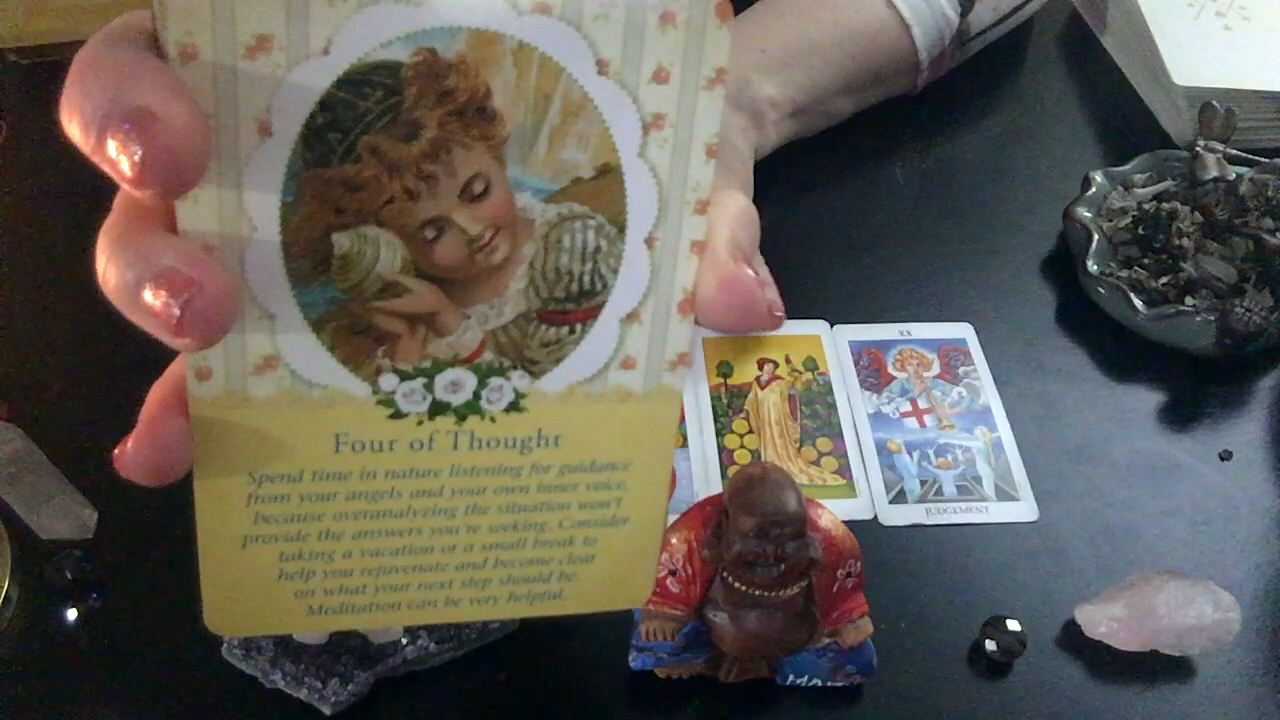 Four of Thought
Spend time in nature listening for guidance
from your angels and your own inner voice,
because overanalyzing the situation won't
provide the answers you're seeking. Consider
taking a vacation or a small break to
help you rejuvenate and become clear
on what your next step should be.
Meditation can be very helpful.
XX
JUDGEMENT